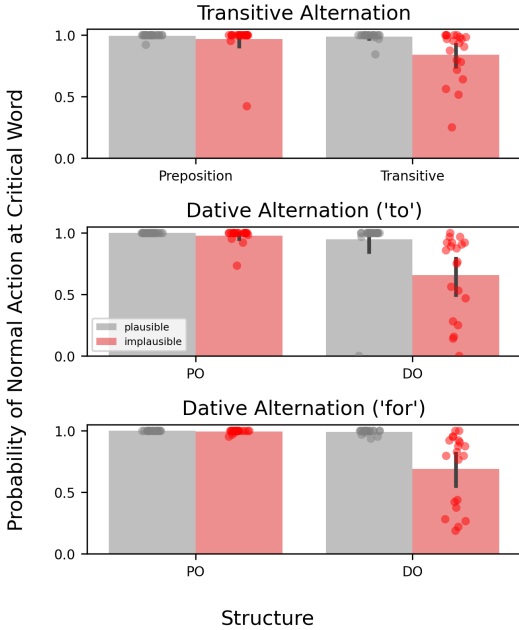 Transitive Alternation
1.0
0.5
0.0
Preposition
Transitive
Dative Alternation ('to')
1.0
0.5
0.0
plausible
implausible
PO
DO
Dative Alternation ('for')
1.0
0.5
0.0
PO
DO
Probability of Normal Action at Critical Word
Structure